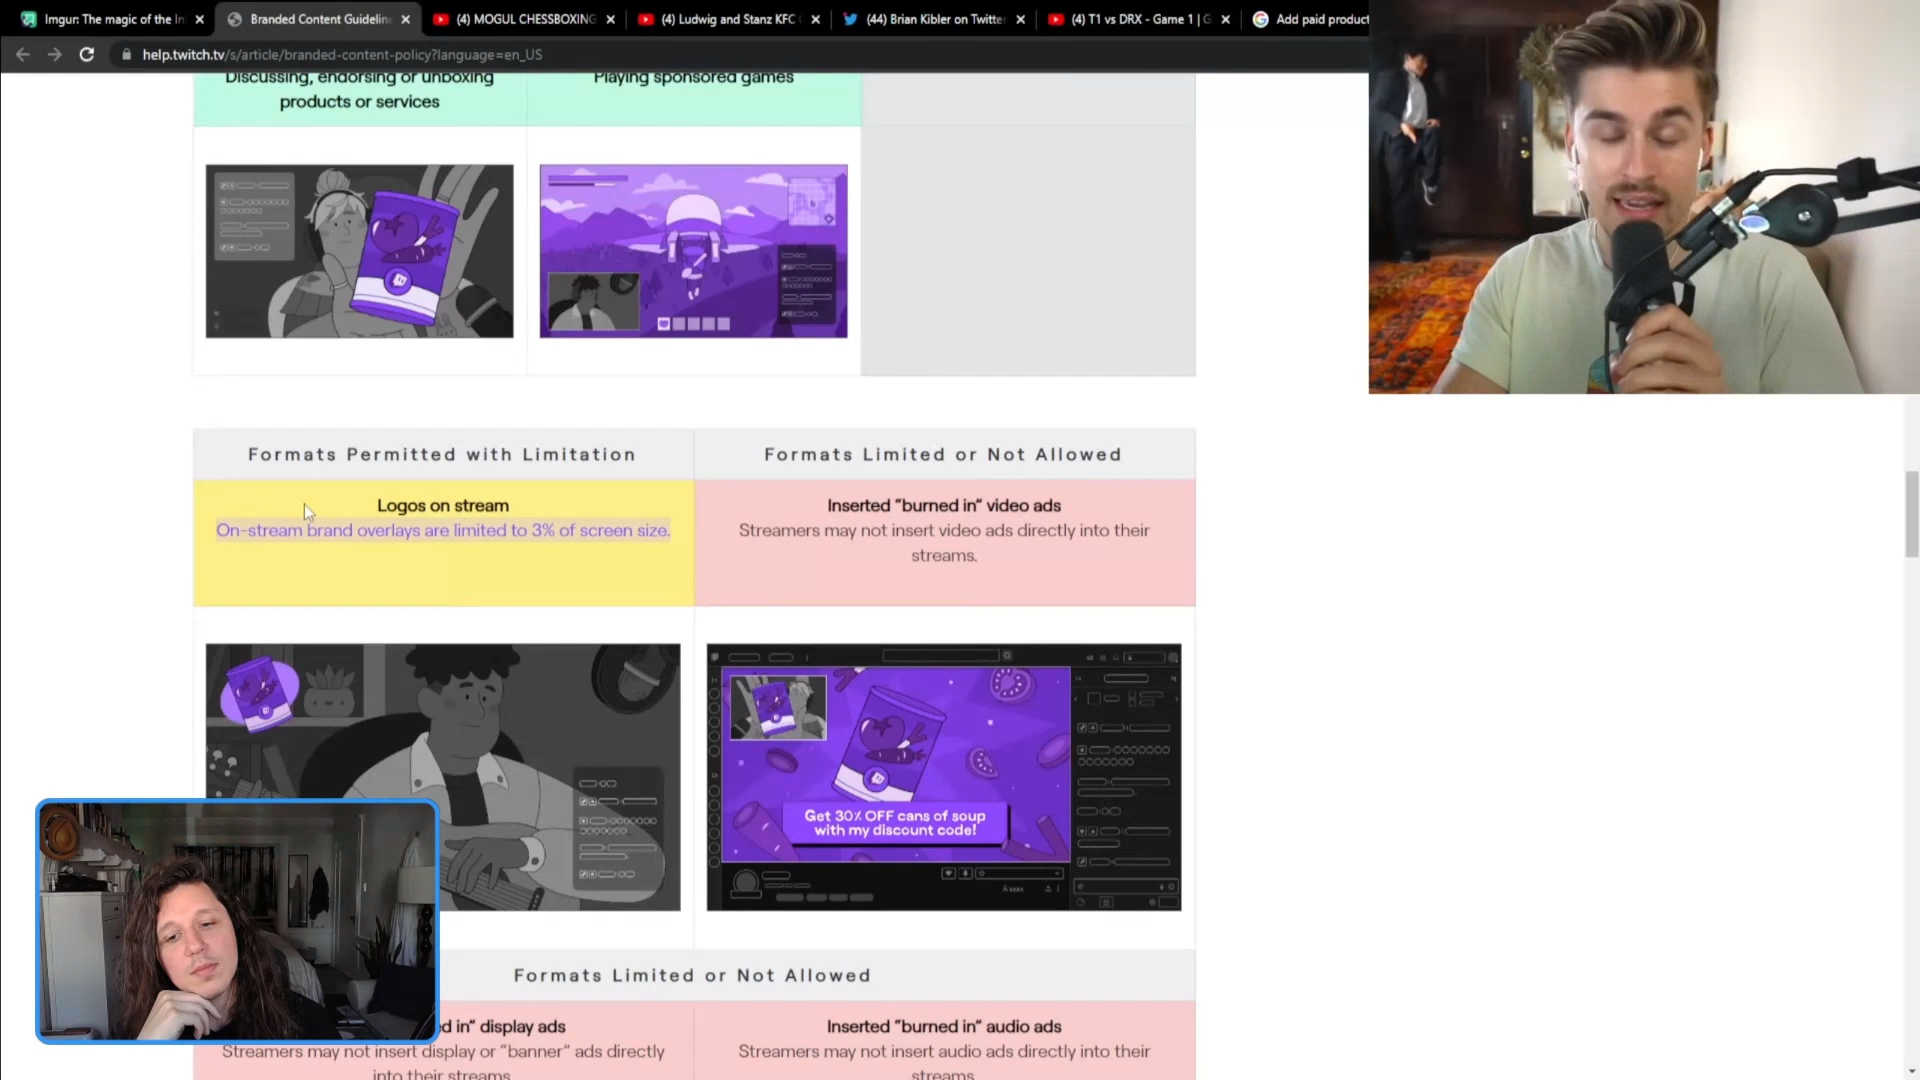 Imgur: The magic of the In
Branded Content Guidelin
(4) MOGUL CHESSBOXING
(4) Ludwig and Stanz KFC
(44) Brian Kibler on Twitter
(4) T1 vs DRX - Game 1 | G
Add paid product
help.twitch.tv/s/article/branded-content-policy?language=en_US
Discussing, endorsing or unboxing
products or services
Playing sponsored games
Formats Permitted with Limitation
Formats Limited or Not Allowed
Logos on stream
On-stream brand overlays are limited to 3% of screen size.
Inserted “burned in” video ads
Streamers may not insert video ads directly into their
streams.
Get 30% OFF cans of soup
with my discount code!
Formats Limited or Not Allowed
d in” display ads
Streamers may not insert display or “banner” ads directly
into their streams
Inserted “burned in” audio ads
Streamers may not insert audio ads directly into their
streams